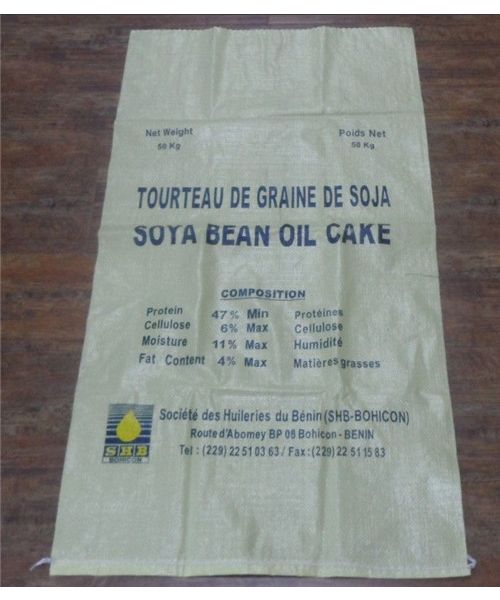 Net Weight Poids Net
50 Kg 50 Kg
TOURTEAU DE GRAINE DE SOJA
SOYA BEAN OIL CAKE
COMPOSITION
Protein 47% Min Protéines
Cellulose 6% Max Cellulose
Moisture 11% Max Humidité
Fat Content 4% Max Matières grasses
Société des Huileries du Bénin (SHB-BOHICON)
Route d'Abomey BP 08 Bohicon - BENIN
Tel : (229) 22 51 03 63 / Fax : (229) 22 51 15 83
SHB
BOHICON